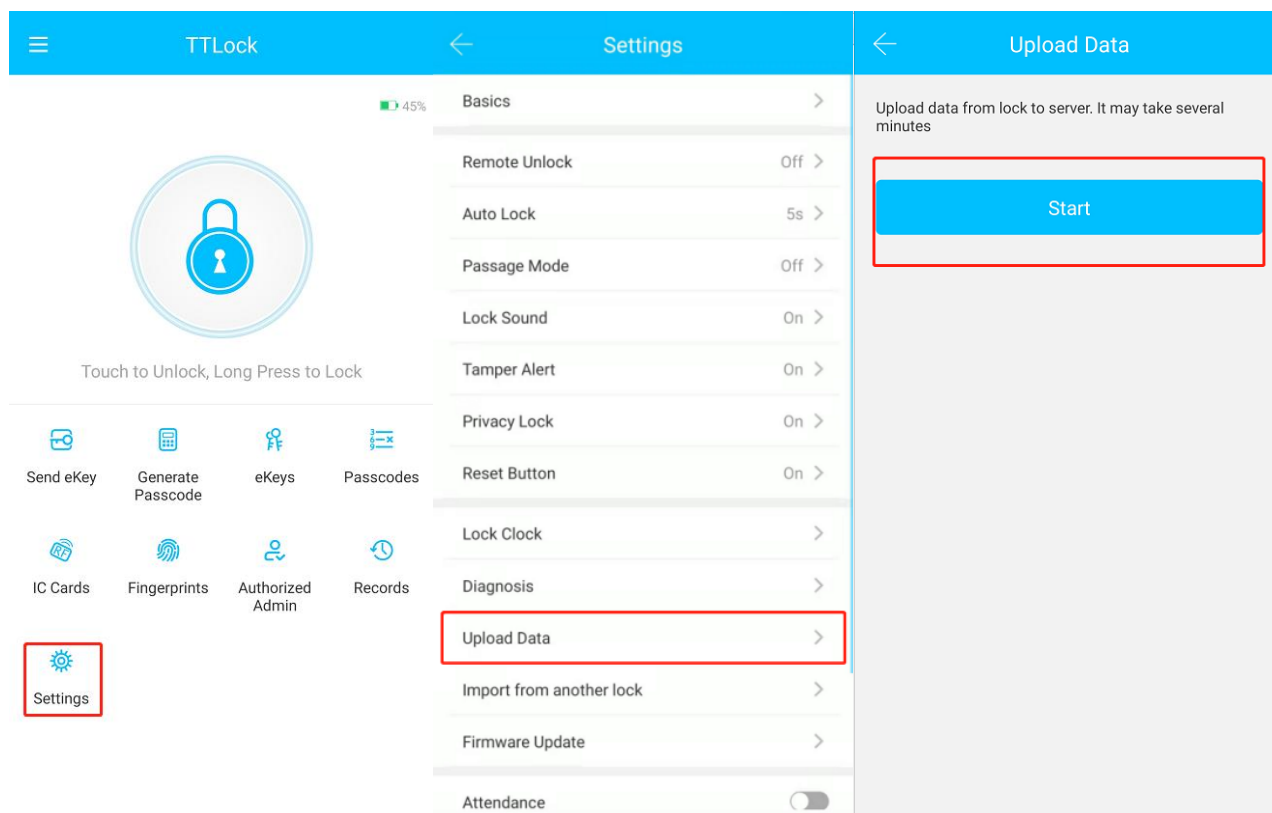 TTLock
45%
Touch to Unlock, Long Press to Lock
Send eKey
Generate
Passcode
eKeys
Passcodes
IC Cards
Fingerprints
Authorized
Admin
Records
Settings
Settings
Basics
Remote Unlock Off
Auto Lock 5s
Passage Mode Off
Lock Sound On
Tamper Alert On
Privacy Lock On
Reset Button On
Lock Clock
Diagnosis
Upload Data
Import from another lock
Firmware Update
Attendance
Upload Data
Upload data from lock to server. It may take several
minutes
Start